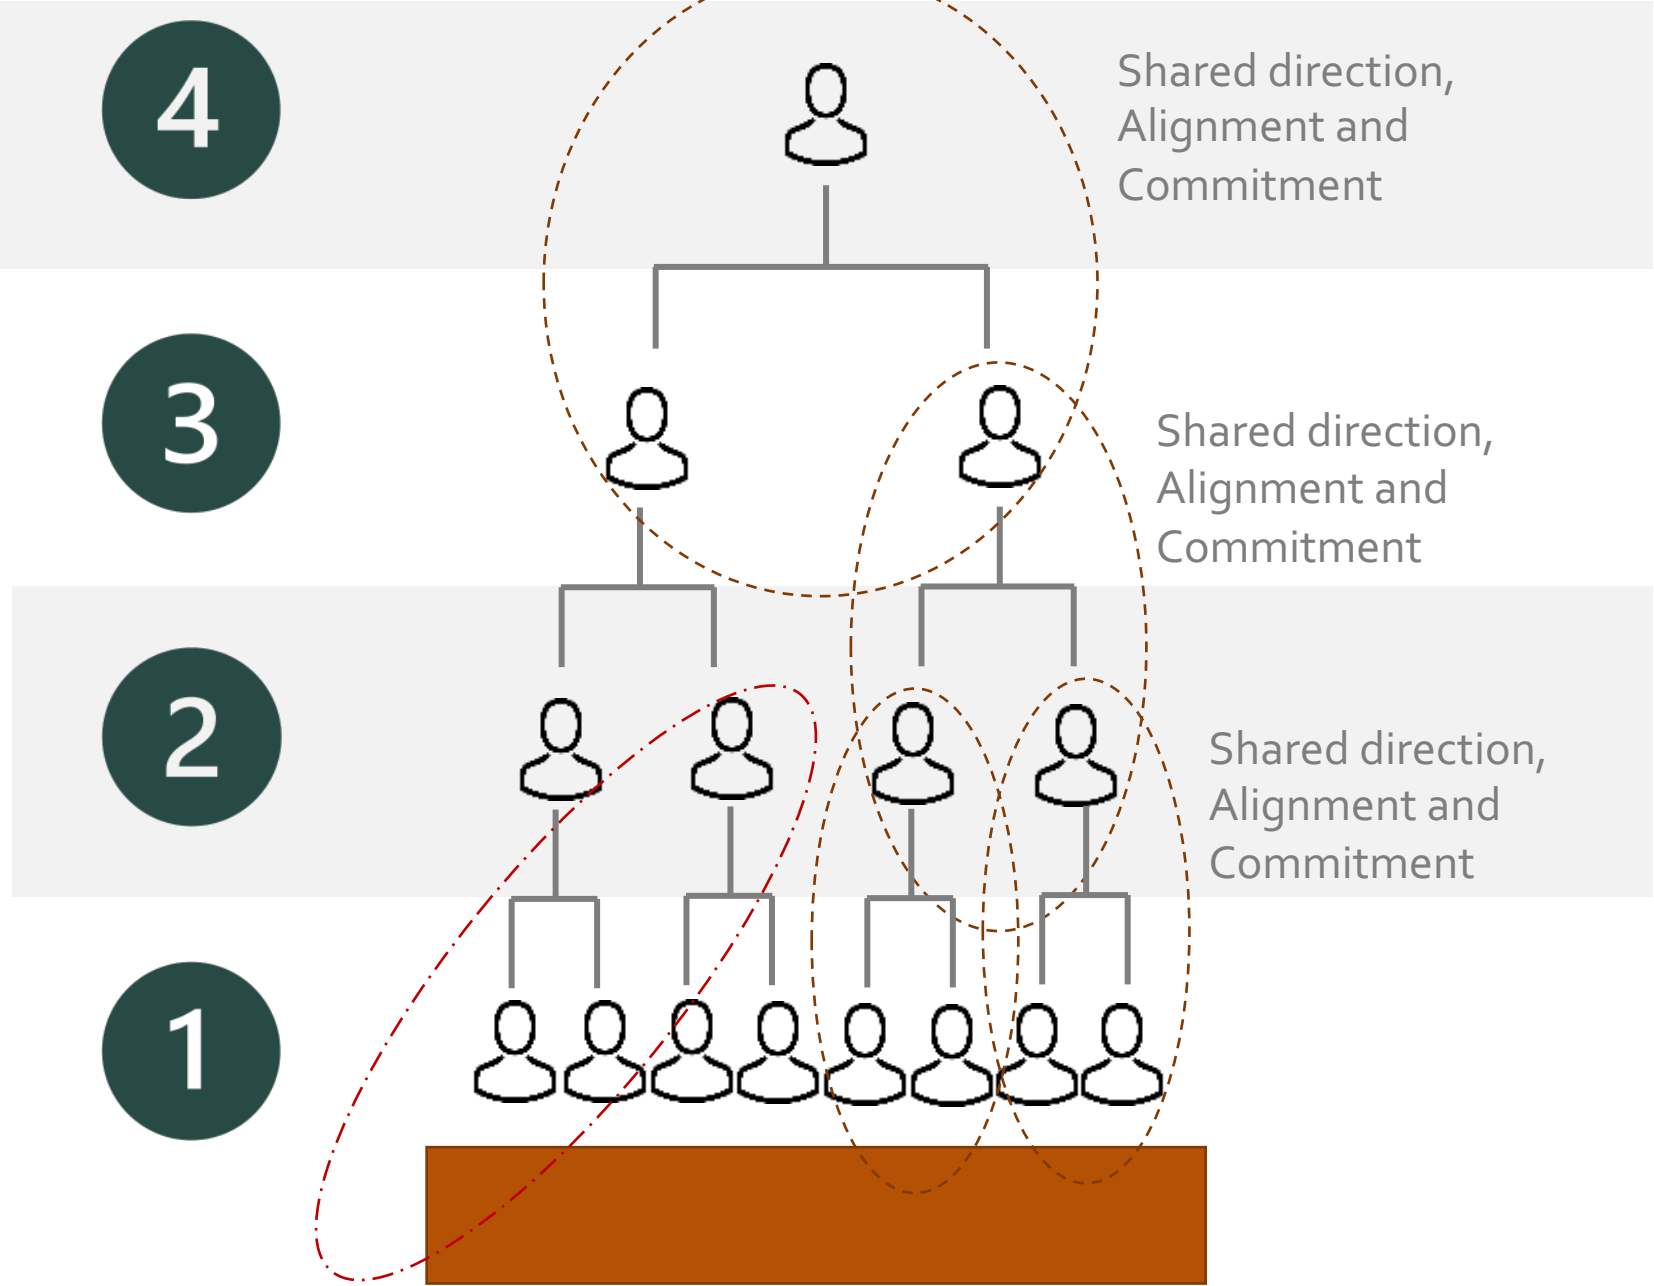 4
Shared direction,
Alignment and
Commitment
3
Shared direction,
Alignment and
Commitment
2
Shared direction,
Alignment and
Commitment
1